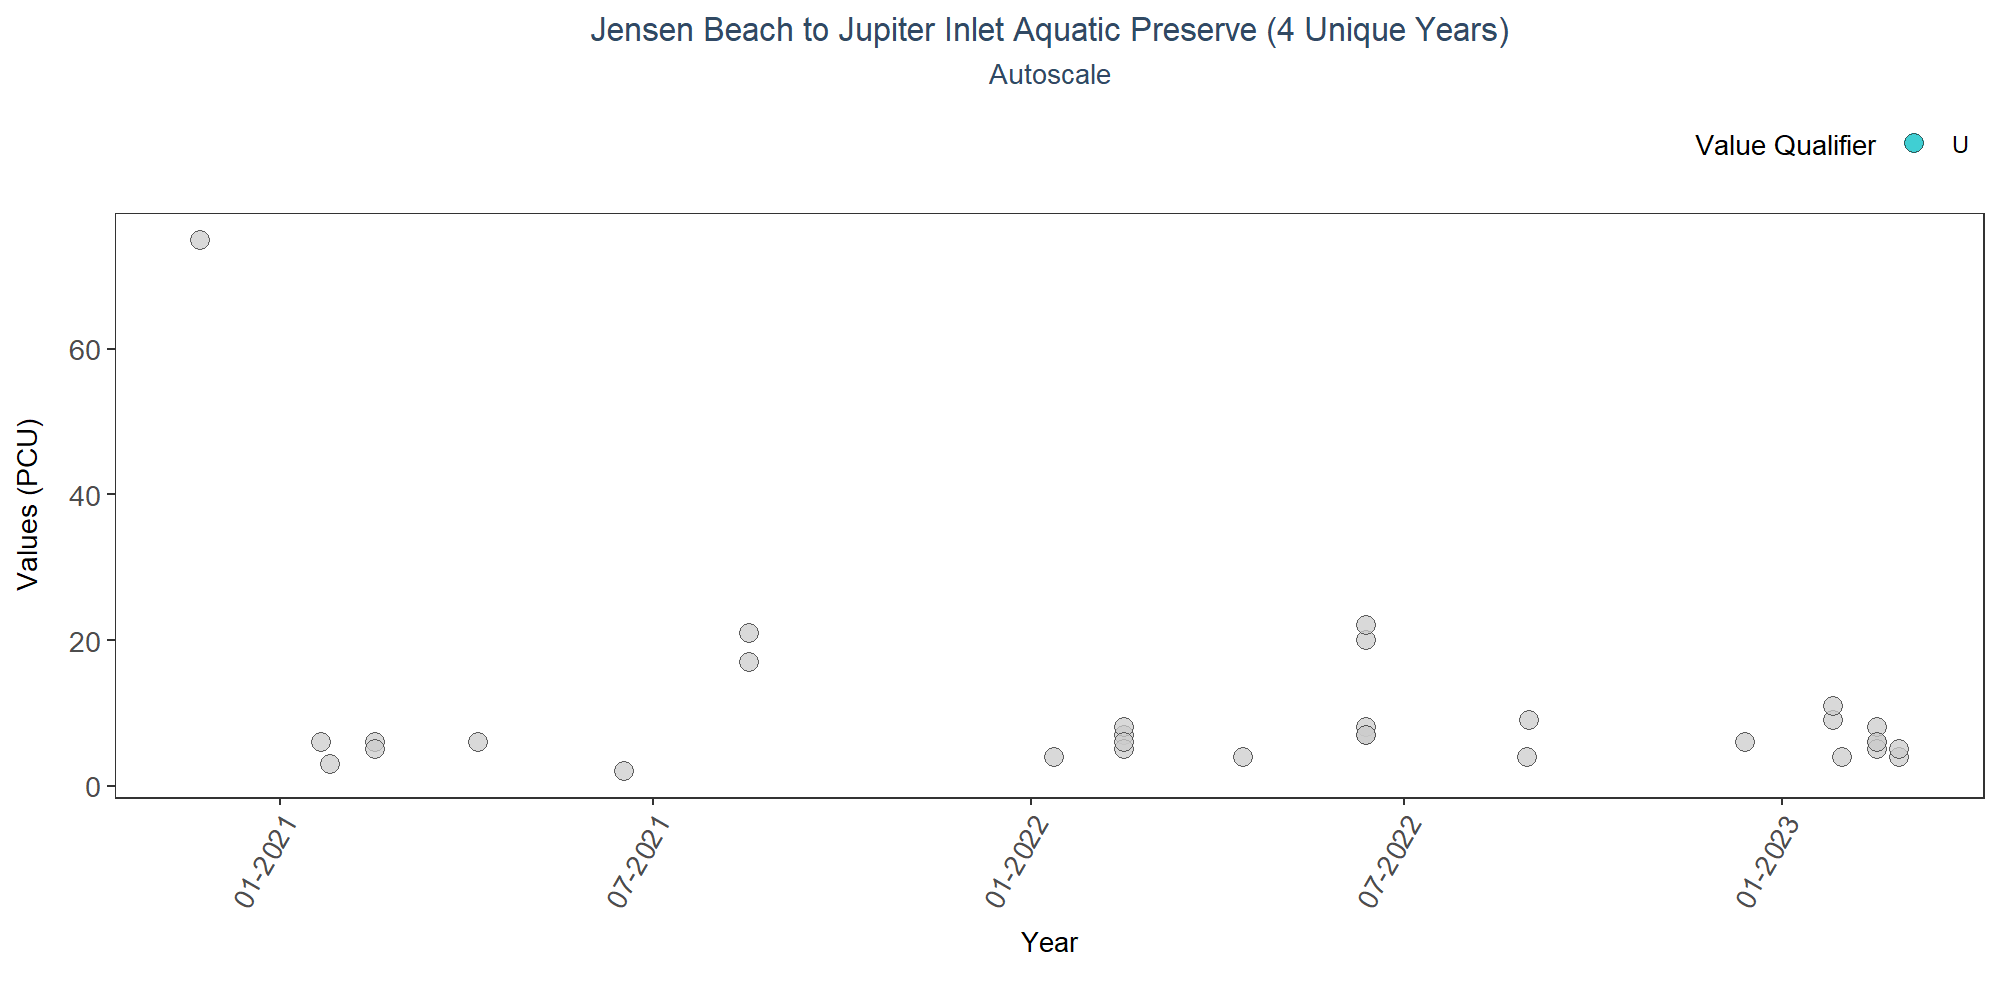 Jensen Beach to Jupiter Inlet Aquatic Preserve (4 Unique Years)
Autoscale
Value Qualifier U
Values (PCU)
60
40
20
0
01-2021
07-2021
01-2022
07-2022
01-2023
Year